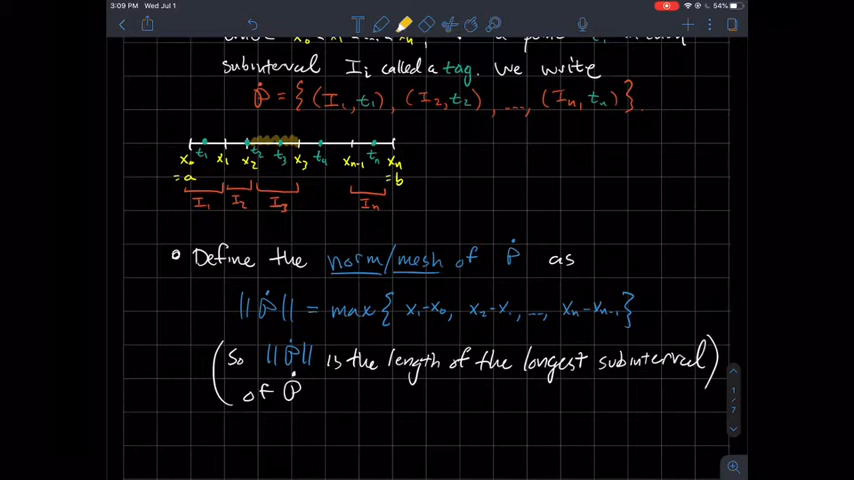 3:09 PM Wed Jul 1
54%
subinterval Iᵢ called a tag. We write
Ṗ = { (I₁, t₁), (I₂, t₂), ..., (Iₙ, tₙ) }.
t₁ t₂ t₃ t₄ tₙ
x₀ x₁ x₂ x₃ xₙ₋₁ xₙ
= a = b
I₁ I₂ I₃ Iₙ
• Define the norm/mesh of Ṗ as
||Ṗ|| = max{ x₁-x₀, x₂-x₁, ..., xₙ-xₙ₋₁ }
(So ||Ṗ|| is the length of the longest subinterval
of Ṗ)
1
/
7